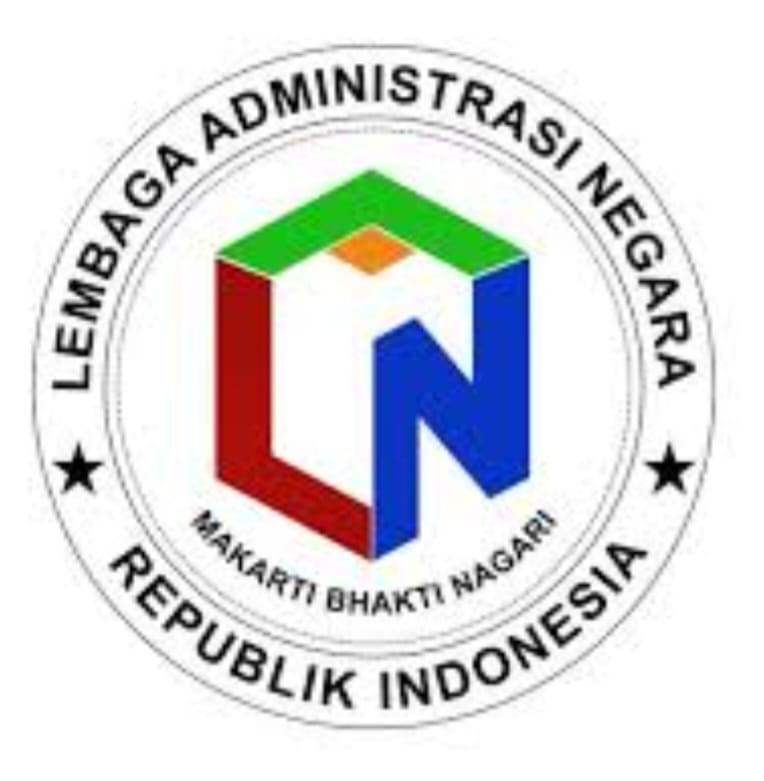 LEMBAGA ADMINISTRASI NEGARA
MAKARTI BHAKTI NAGARI
REPUBLIK INDONESIA